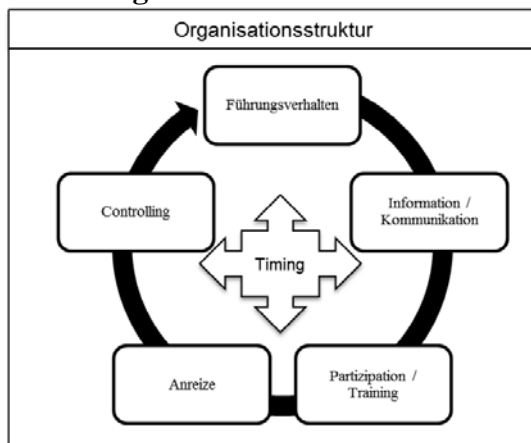 Organisationsstruktur
Führungsverhalten
Information /
Kommunikation
Controlling
Timing
Anreize
Partizipation /
Training